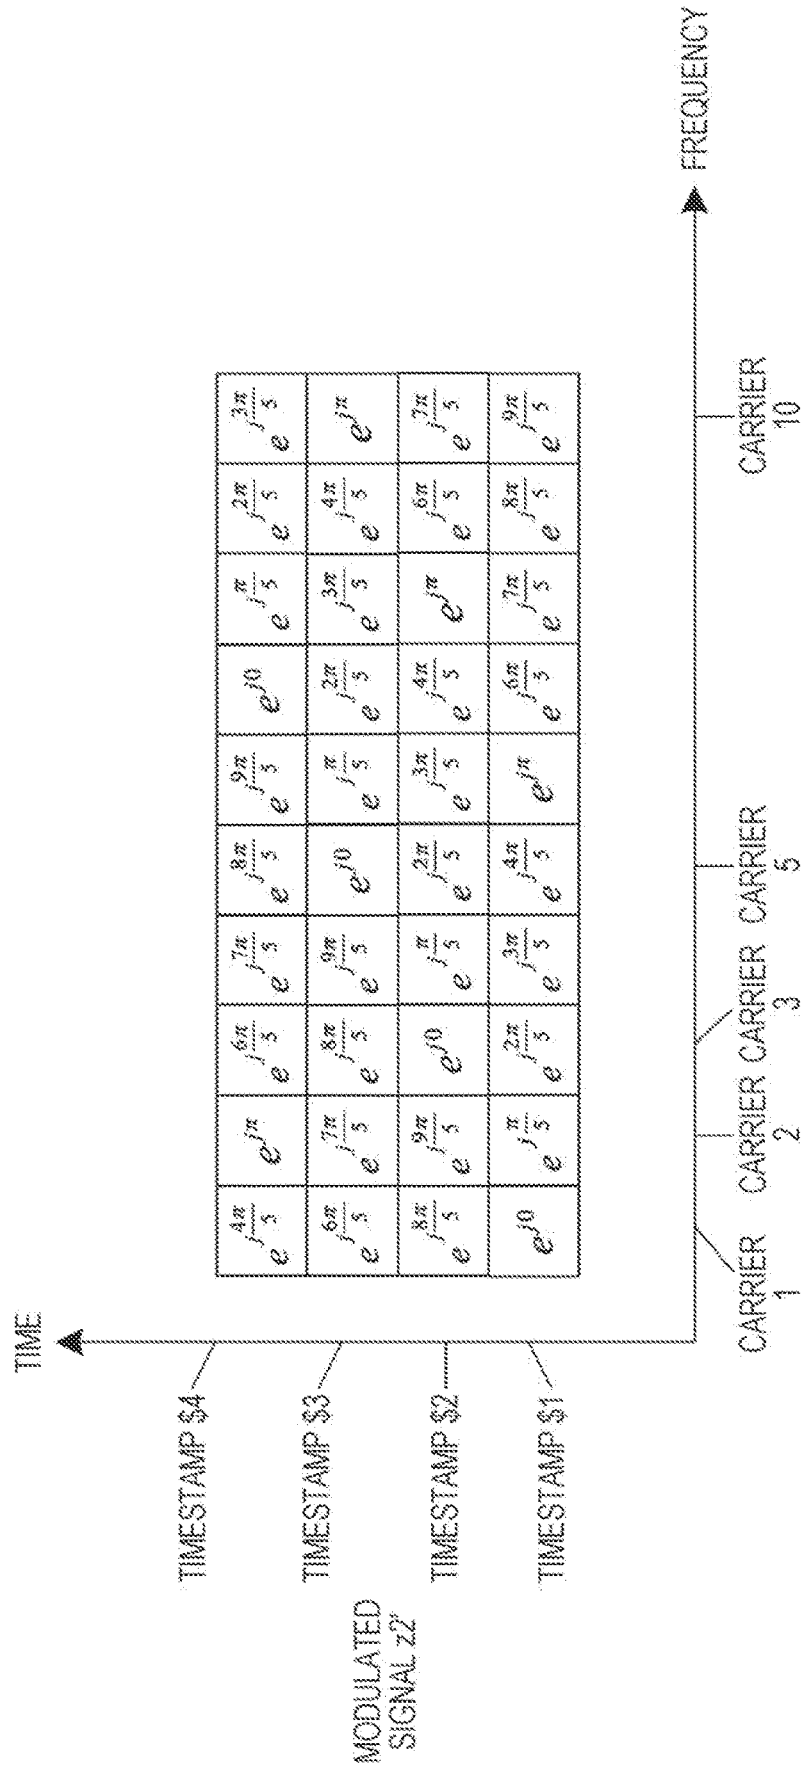 TIME
MODULATED
SIGNAL z2'
TIMESTAMP $4
e^{j4π/5} e^{jπ} e^{j6π/5} e^{j7π/5} e^{j8π/5} e^{j9π/5} e^{j0} e^{jπ/5} e^{j2π/5} e^{j3π/5}
TIMESTAMP $3
e^{j6π/5} e^{j7π/5} e^{j8π/5} e^{j9π/5} e^{j0} e^{jπ/5} e^{j2π/5} e^{j3π/5} e^{j4π/5} e^{jπ}
TIMESTAMP $2
e^{j8π/5} e^{j9π/5} e^{j0} e^{jπ/5} e^{j2π/5} e^{j3π/5} e^{j4π/5} e^{jπ} e^{j6π/5} e^{j7π/5}
TIMESTAMP $1
e^{j0} e^{jπ/5} e^{j2π/5} e^{j3π/5} e^{j4π/5} e^{jπ} e^{j6π/5} e^{j7π/5} e^{j8π/5} e^{j9π/5}
FREQUENCY
CARRIER
1
CARRIER
2
CARRIER
3
CARRIER
5
CARRIER
10